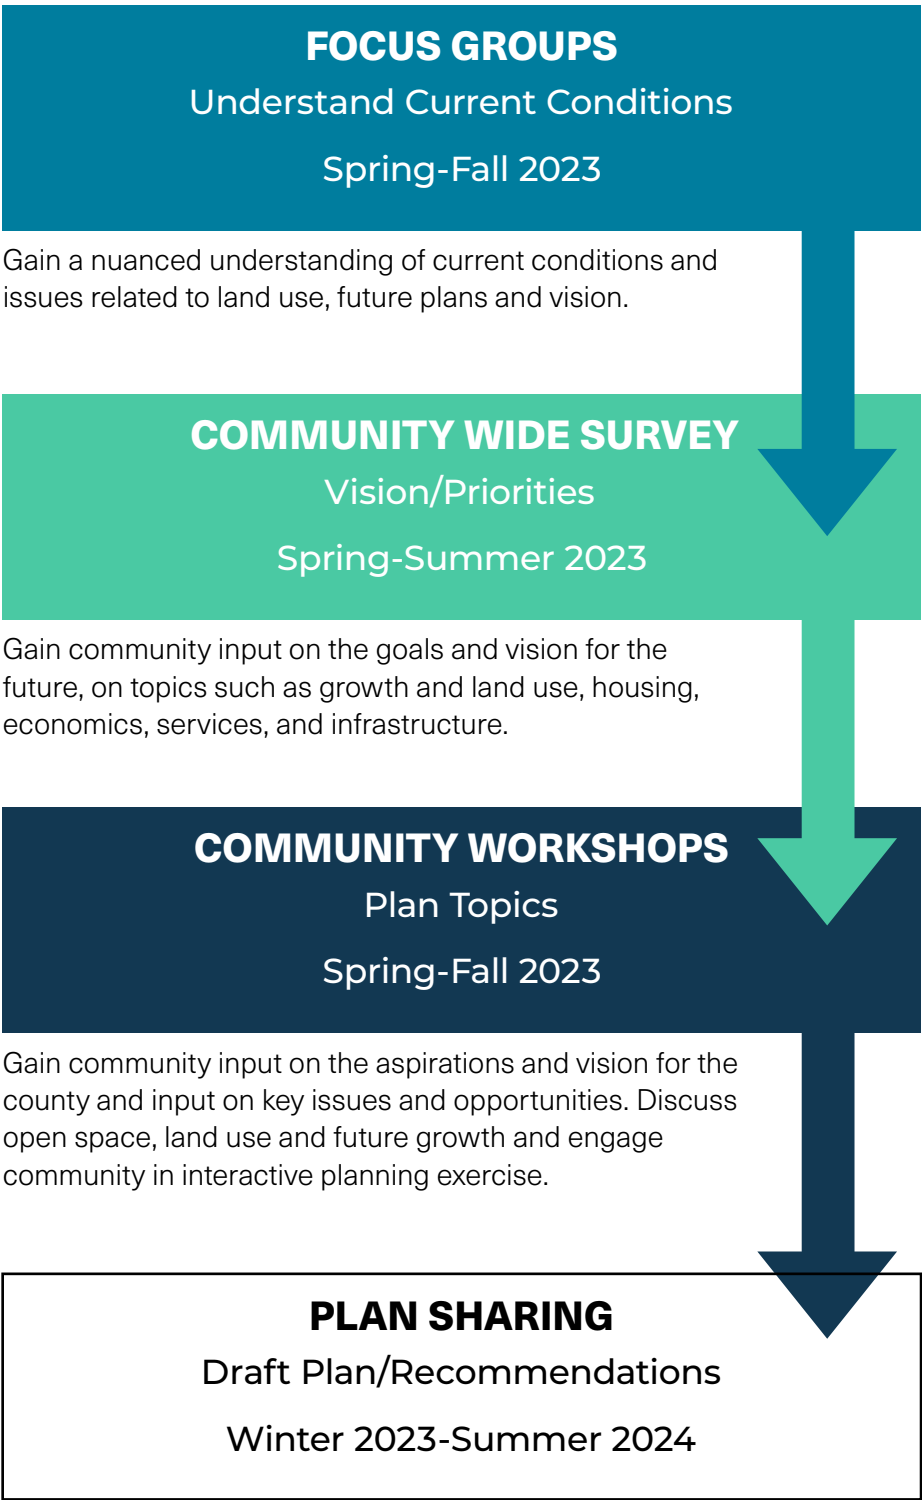 FOCUS GROUPS
Understand Current Conditions
Spring-Fall 2023
Gain a nuanced understanding of current conditions and
issues related to land use, future plans and vision.
COMMUNITY WIDE SURVEY
Vision/Priorities
Spring-Summer 2023
Gain community input on the goals and vision for the
future, on topics such as growth and land use, housing,
economics, services, and infrastructure.
COMMUNITY WORKSHOPS
Plan Topics
Spring-Fall 2023
Gain community input on the aspirations and vision for the
county and input on key issues and opportunities. Discuss
open space, land use and future growth and engage
community in interactive planning exercise.
PLAN SHARING
Draft Plan/Recommendations
Winter 2023-Summer 2024